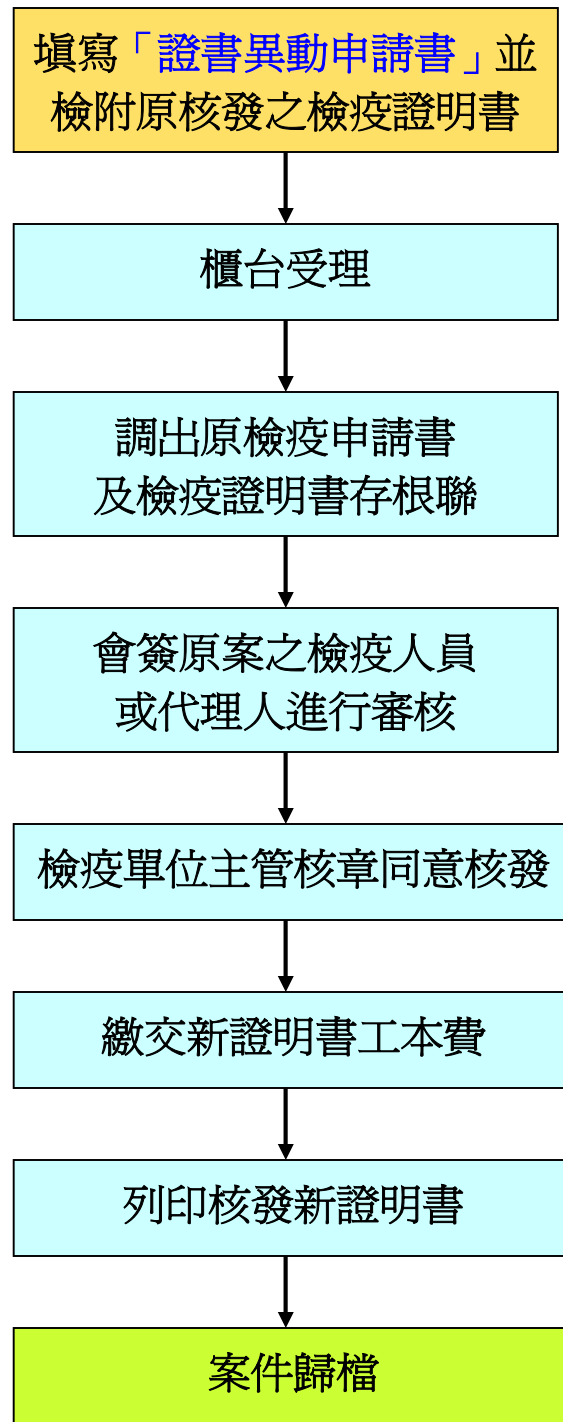 填寫「證書異動申請書」並
檢附原核發之檢疫證明書
櫃台受理
調出原檢疫申請書
及檢疫證明書存根聯
會簽原案之檢疫人員
或代理人進行審核
檢疫單位主管核章同意核發
繳交新證明書工本費
列印核發新證明書
案件歸檔